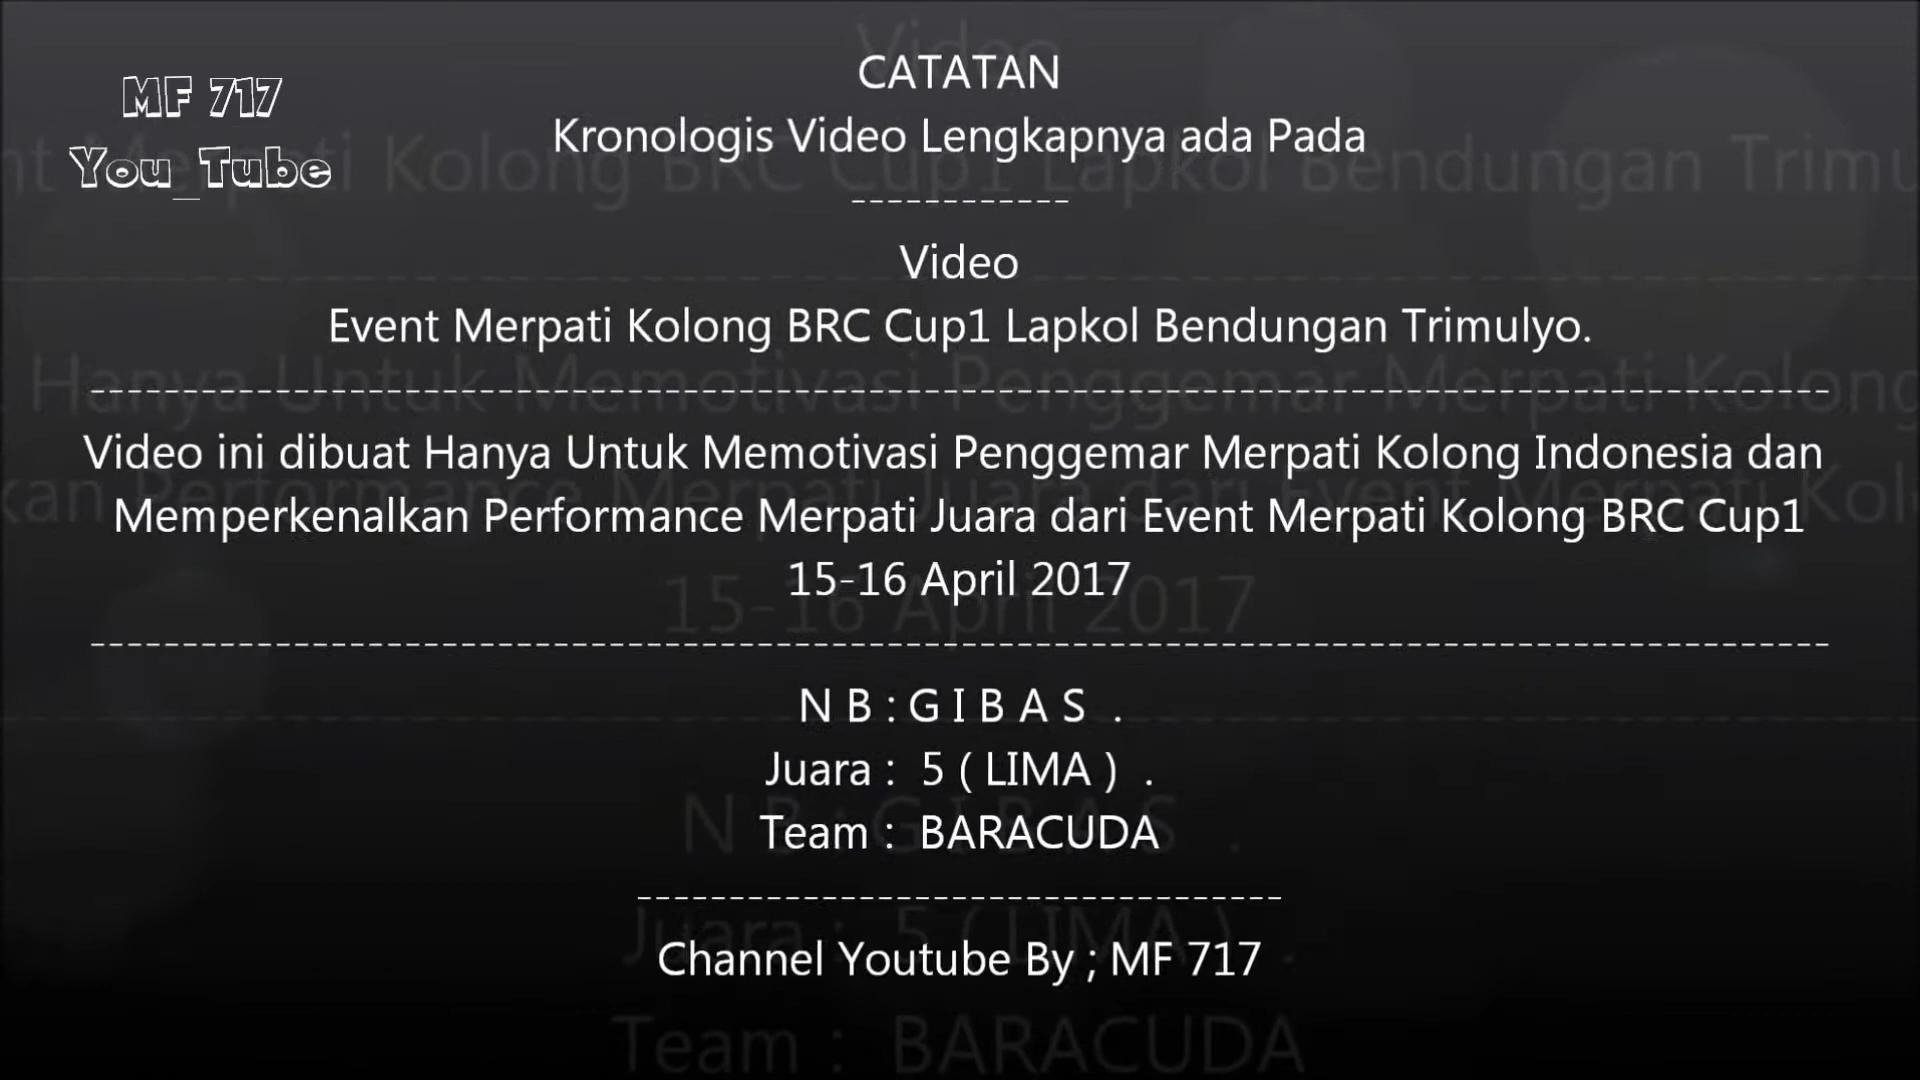 MF 717
You_Tube
CATATAN
Kronologis Video Lengkapnya ada Pada
------------
Video
Event Merpati Kolong BRC Cup1 Lapkol Bendungan Trimulyo.
------------------------------------------------------------------------------------------------
Video ini dibuat Hanya Untuk Memotivasi Penggemar Merpati Kolong Indonesia dan
Memperkenalkan Performance Merpati Juara dari Event Merpati Kolong BRC Cup1
15-16 April 2017
------------------------------------------------------------------------------------------------
N B : G I B A S  .
Juara :  5 ( LIMA )  .
Team :  BARACUDA
-----------------------------------
Channel Youtube By ; MF 717